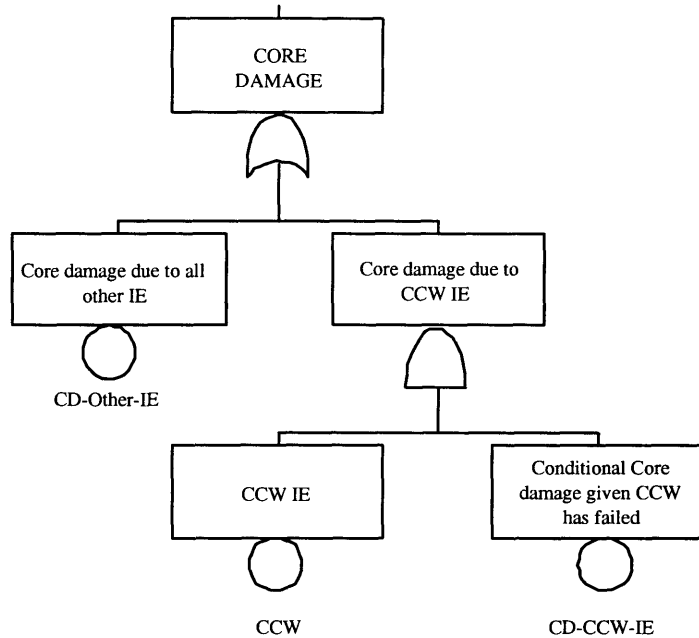 CORE
DAMAGE
Core damage due to all
other IE
Core damage due to
CCW IE
CD-Other-IE
CCW IE
Conditional Core
damage given CCW
has failed
CCW
CD-CCW-IE